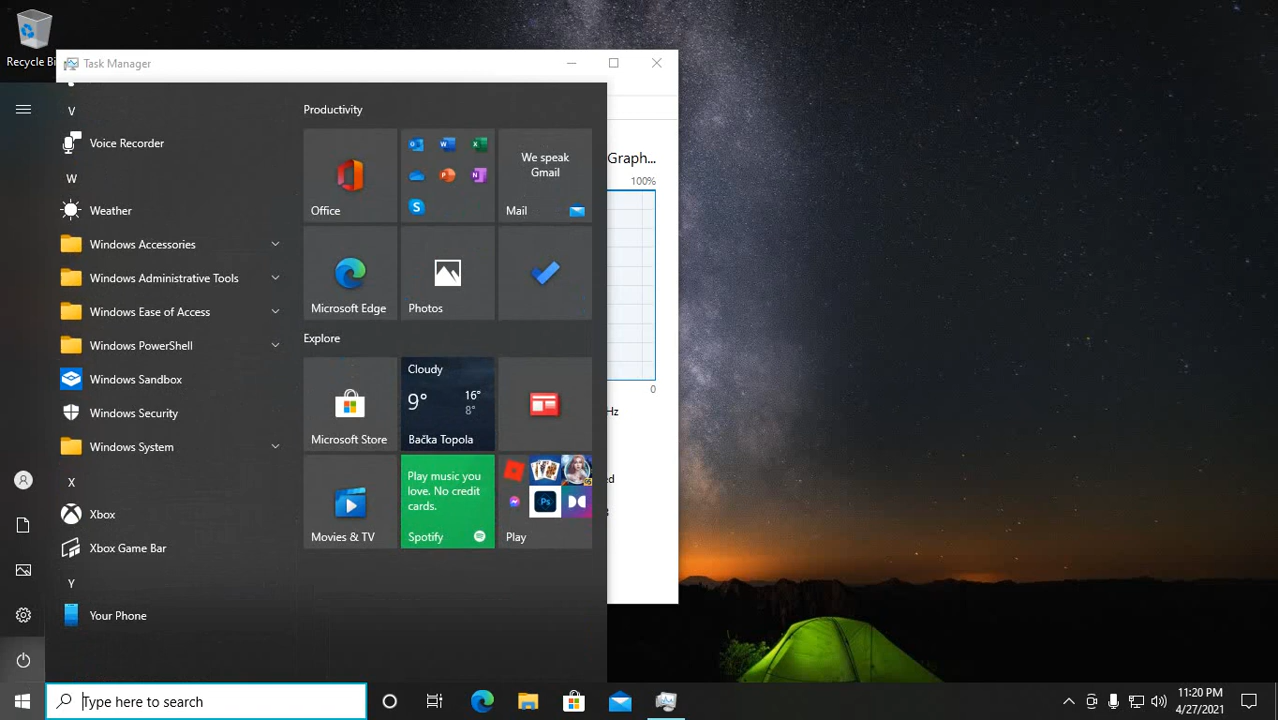 Recycle Bi
Task Manager
V
Voice Recorder
W
Weather
Windows Accessories
Windows Administrative Tools
Windows Ease of Access
Windows PowerShell
Windows Sandbox
Windows Security
Windows System
X
Xbox
Xbox Game Bar
Y
Your Phone
Productivity
Office
We speak
Gmail
Mail
Microsoft Edge
Photos
Explore
Microsoft Store
Cloudy
9°
16°
8°
Bačka Topola
Movies & TV
Play music you
love. No credit
cards.
Spotify
Ps
Play
Graph...
100%
0
Hz
ed
Type here to search
11:20 PM
4/27/2021